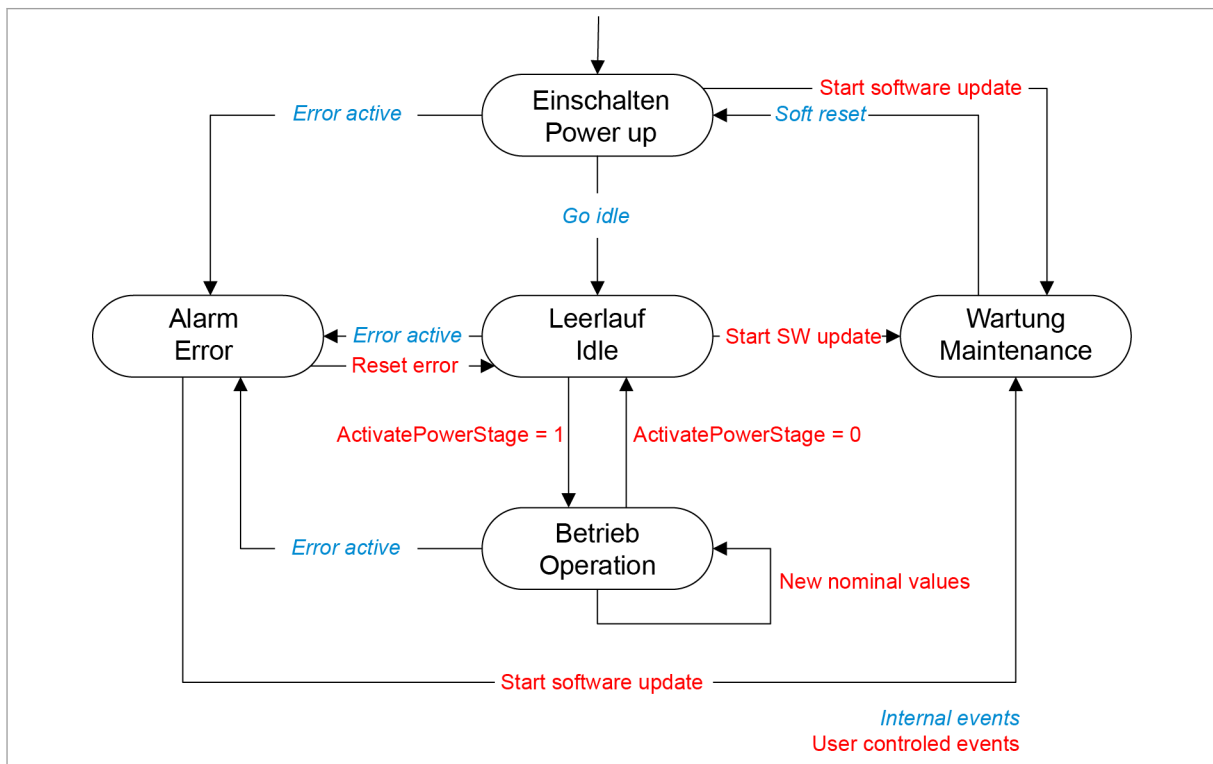 Start software update
Einschalten
Power up
Error active
Soft reset
Go idle
Alarm
Error
Error active
Reset error
Leerlauf
Idle
Start SW update
Wartung
Maintenance
ActivatePowerStage = 1
ActivatePowerStage = 0
Betrieb
Operation
Error active
New nominal values
Start software update
Internal events
User controled events